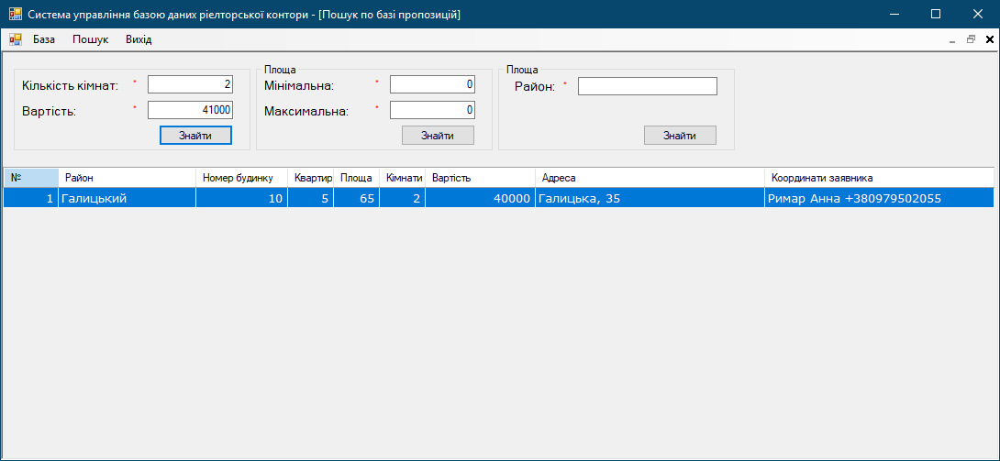 Система управління базою даних ріелторської контори - [Пошук по базі пропозицій]
База Пошук Вихід
Кількість кімнат: * 2
Вартість: * 41000
Знайти
Площа
Мінімальна: * 0
Максимальна: * 0
Знайти
Площа
Район: *
Знайти
№ Район Номер будинку Квартир Площа Кімнати Вартість Адреса Координати заявника
1 Галицький 10 5 65 2 40000 Галицька, 35 Римар Анна +380979502055